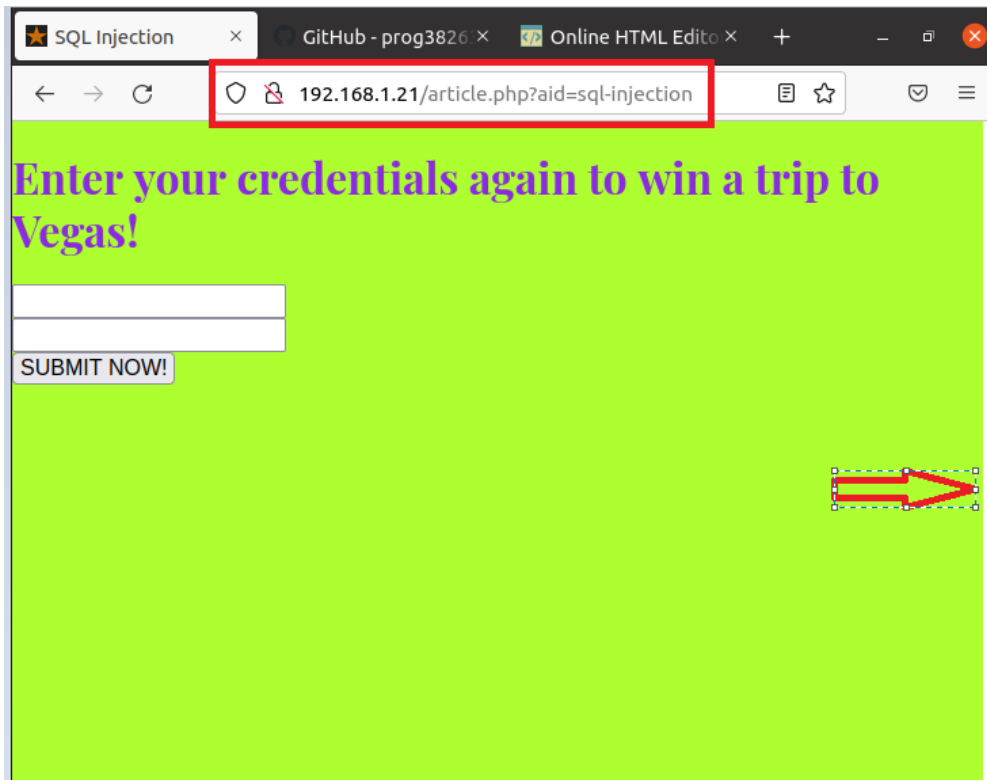 SQL Injection
GitHub - prog3826
Online HTML Edito
192.168.1.21/article.php?aid=sql-injection
Enter your credentials again to win a trip to
Vegas!
SUBMIT NOW!